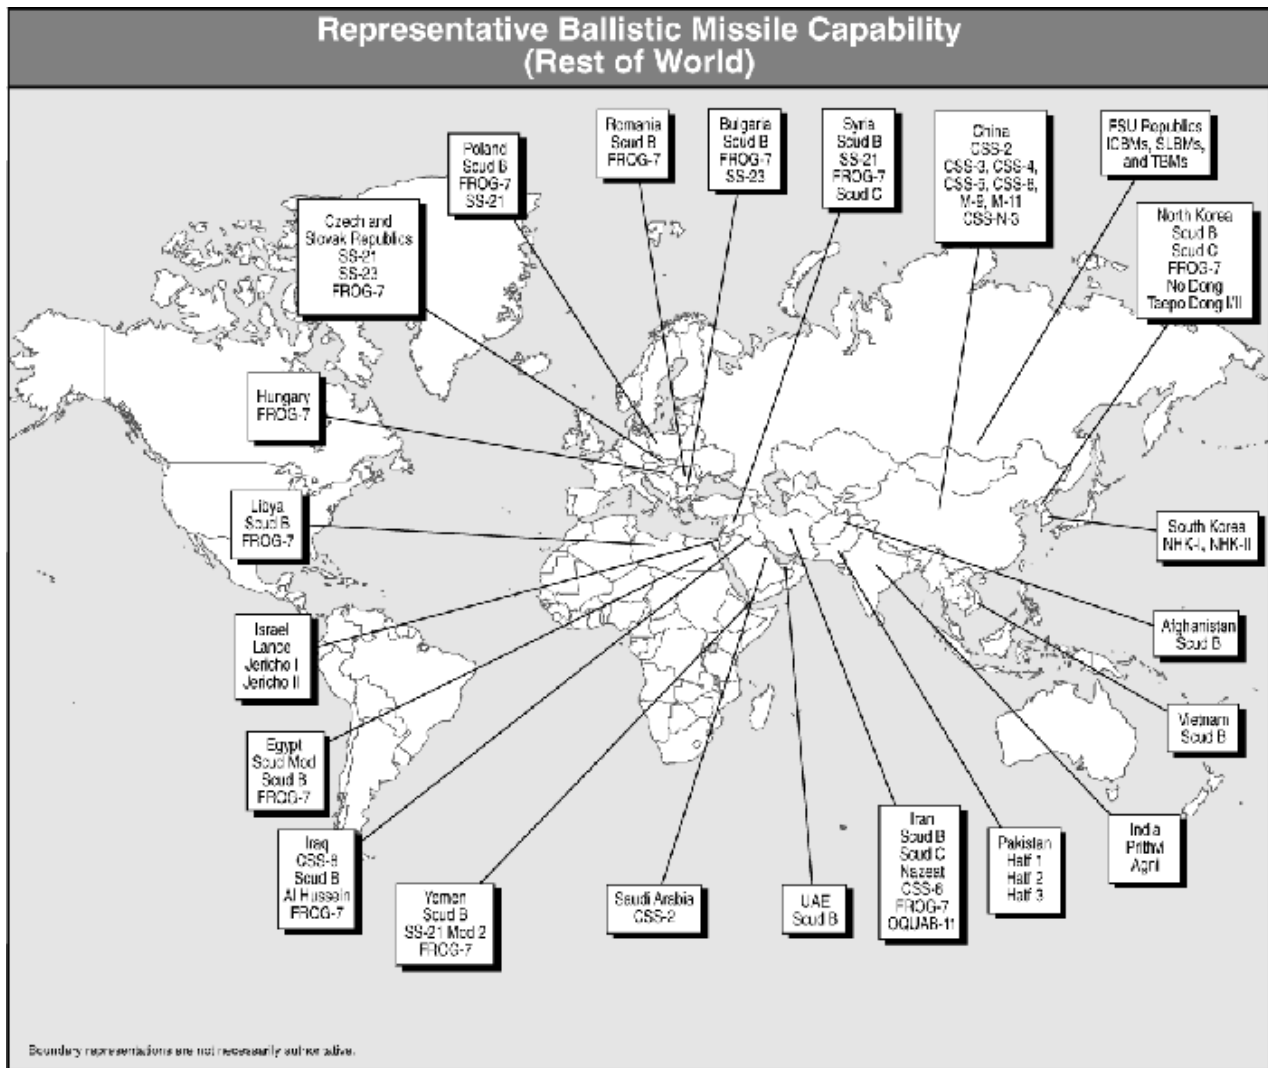 Representative Ballistic Missile Capability
(Rest of World)
Romania
Scud B
FROG-7
Bulgaria
Scud B
FROG-7
SS-23
Syria
Scud B
SS-21
FROG-7
Scud C
China
CSS-2
CSS-3, CSS-4,
CSS-5, CSS-8,
M-9, M-11
CSS-N-3
FSU Republics
ICBMs, SLBMs,
and TBMs
Poland
Scud B
FROG-7
SS-21
Czech and
Slovak Republics
SS-21
SS-23
FROG-7
North Korea
Scud B
Scud C
FROG-7
No Dong
Taepo Dong I/II
Hungary
FROG-7
Libya
Scud B
FROG-7
South Korea
NHK-I, NHK-II
Israel
Lance
Jericho I
Jericho II
Afghanistan
Scud B
Egypt
Scud Mod
Scud B
FROG-7
Vietnam
Scud B
Iraq
CSS-8
Scud B
Al Hussein
FROG-7
Yemen
Scud B
SS-21 Mod 2
FROG-7
Saudi Arabia
CSS-2
UAE
Scud B
Iran
Scud B
Scud C
Nazeat
CSS-6
FROG-7
OQUAB-11
Pakistan
Half 1
Half 2
Half 3
India
Prithvi
Agni
Boundary representations are not necessarily authoritative.